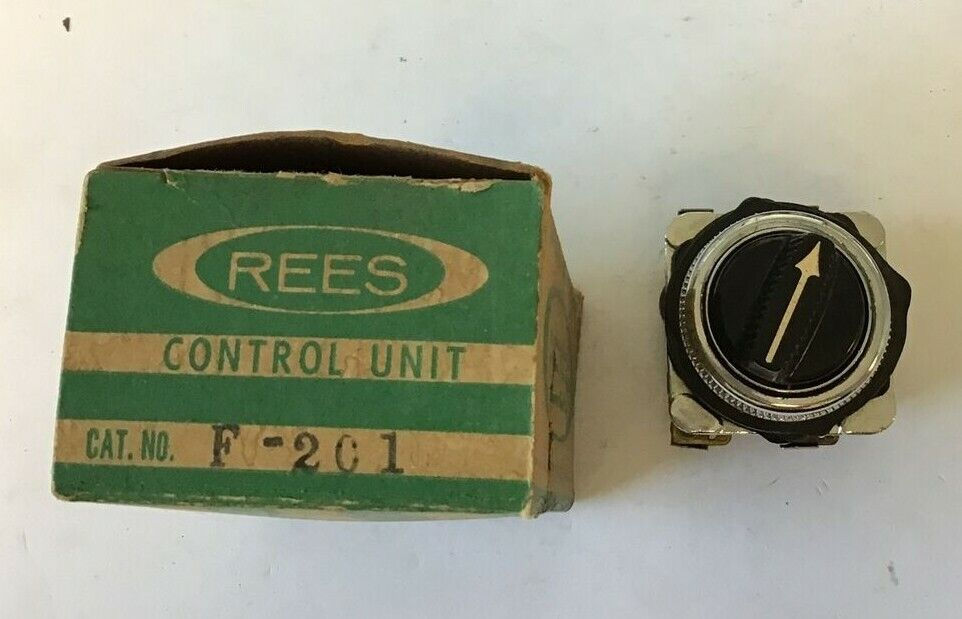 REES
CONTROL UNIT
CAT. NO. F-201